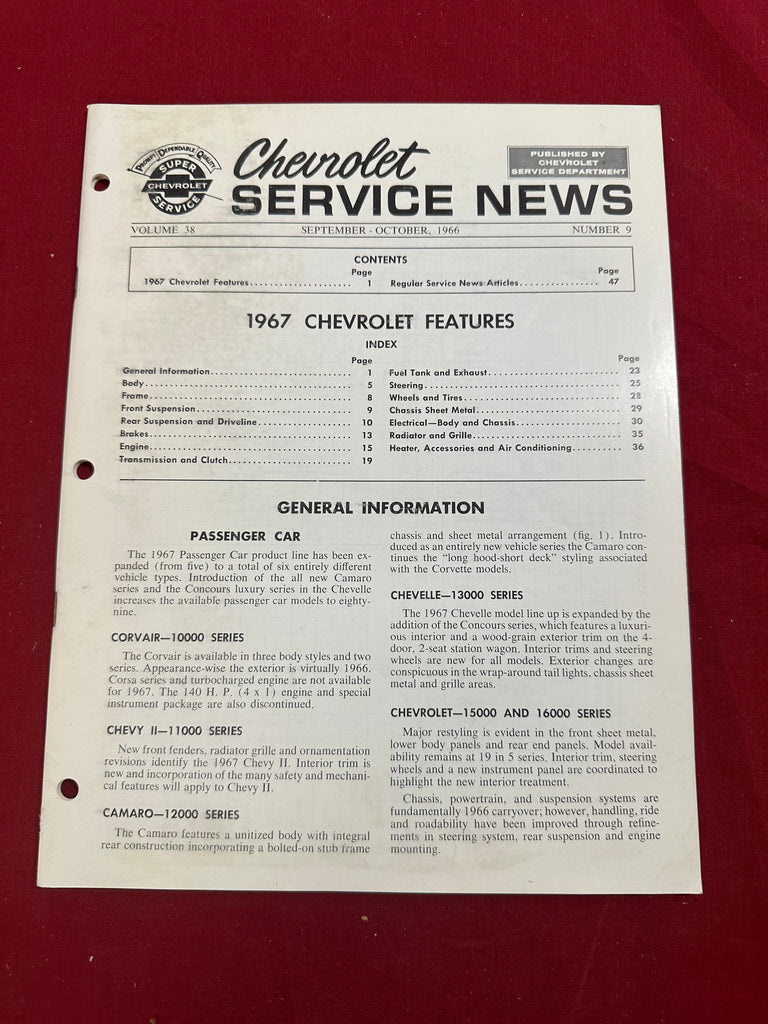 PROMPT DEPENDABLE QUALITY
SUPER
CHEVROLET
SERVICE
Chevrolet
SERVICE NEWS
PUBLISHED BY
CHEVROLET
SERVICE DEPARTMENT
VOLUME 38 SEPTEMBER - OCTOBER, 1966 NUMBER 9
CONTENTS
Page Page
1967 Chevrolet Features 1 Regular Service News Articles 47
1967 CHEVROLET FEATURES
INDEX
Page
General Information 1
Body 5
Frame 8
Front Suspension 9
Rear Suspension and Driveline 10
Brakes 13
Engine 15
Transmission and Clutch 19
Page
Fuel Tank and Exhaust 23
Steering 25
Wheels and Tires 28
Chassis Sheet Metal 29
Electrical—Body and Chassis 30
Radiator and Grille 35
Heater, Accessories and Air Conditioning 36
GENERAL INFORMATION
PASSENGER CAR
The 1967 Passenger Car product line has been ex-
panded (from five) to a total of six entirely different
vehicle types. Introduction of the all new Camaro
series and the Concours luxury series in the Chevelle
increases the available passenger car models to eighty-
nine.
CORVAIR—10000 SERIES
The Corvair is available in three body styles and two
series. Appearance-wise the exterior is virtually 1966.
Corsa series and turbocharged engine are not available
for 1967. The 140 H. P. (4 x 1) engine and special
instrument package are also discontinued.
CHEVY II—11000 SERIES
New front fenders, radiator grille and ornamentation
revisions identify the 1967 Chevy II. Interior trim is
new and incorporation of the many safety and mechani-
cal features will apply to Chevy II.
CAMARO—12000 SERIES
The Camaro features a unitized body with integral
rear construction incorporating a bolted-on stub frame
chassis and sheet metal arrangement (fig. 1). Intro-
duced as an entirely new vehicle series the Camaro con-
tinues the "long hood-short deck" styling associated
with the Corvette models.
CHEVELLE—13000 SERIES
The 1967 Chevelle model line up is expanded by the
addition of the Concours series, which features a luxuri-
ous interior and a wood-grain exterior trim on the 4-
door, 2-seat station wagon. Interior trims and steering
wheels are new for all models. Exterior changes are
conspicuous in the wrap-around tail lights, chassis sheet
metal and grille areas.
CHEVROLET—15000 AND 16000 SERIES
Major restyling is evident in the front sheet metal,
lower body panels and rear end panels. Model avail-
ability remains at 19 in 5 series. Interior trim, steering
wheels and a new instrument panel are coordinated to
highlight the new interior treatment.
Chassis, powertrain, and suspension systems are
fundamentally 1966 carryover; however, handling, ride
and roadability have been improved through refine-
ments in steering system, rear suspension and engine
mounting.